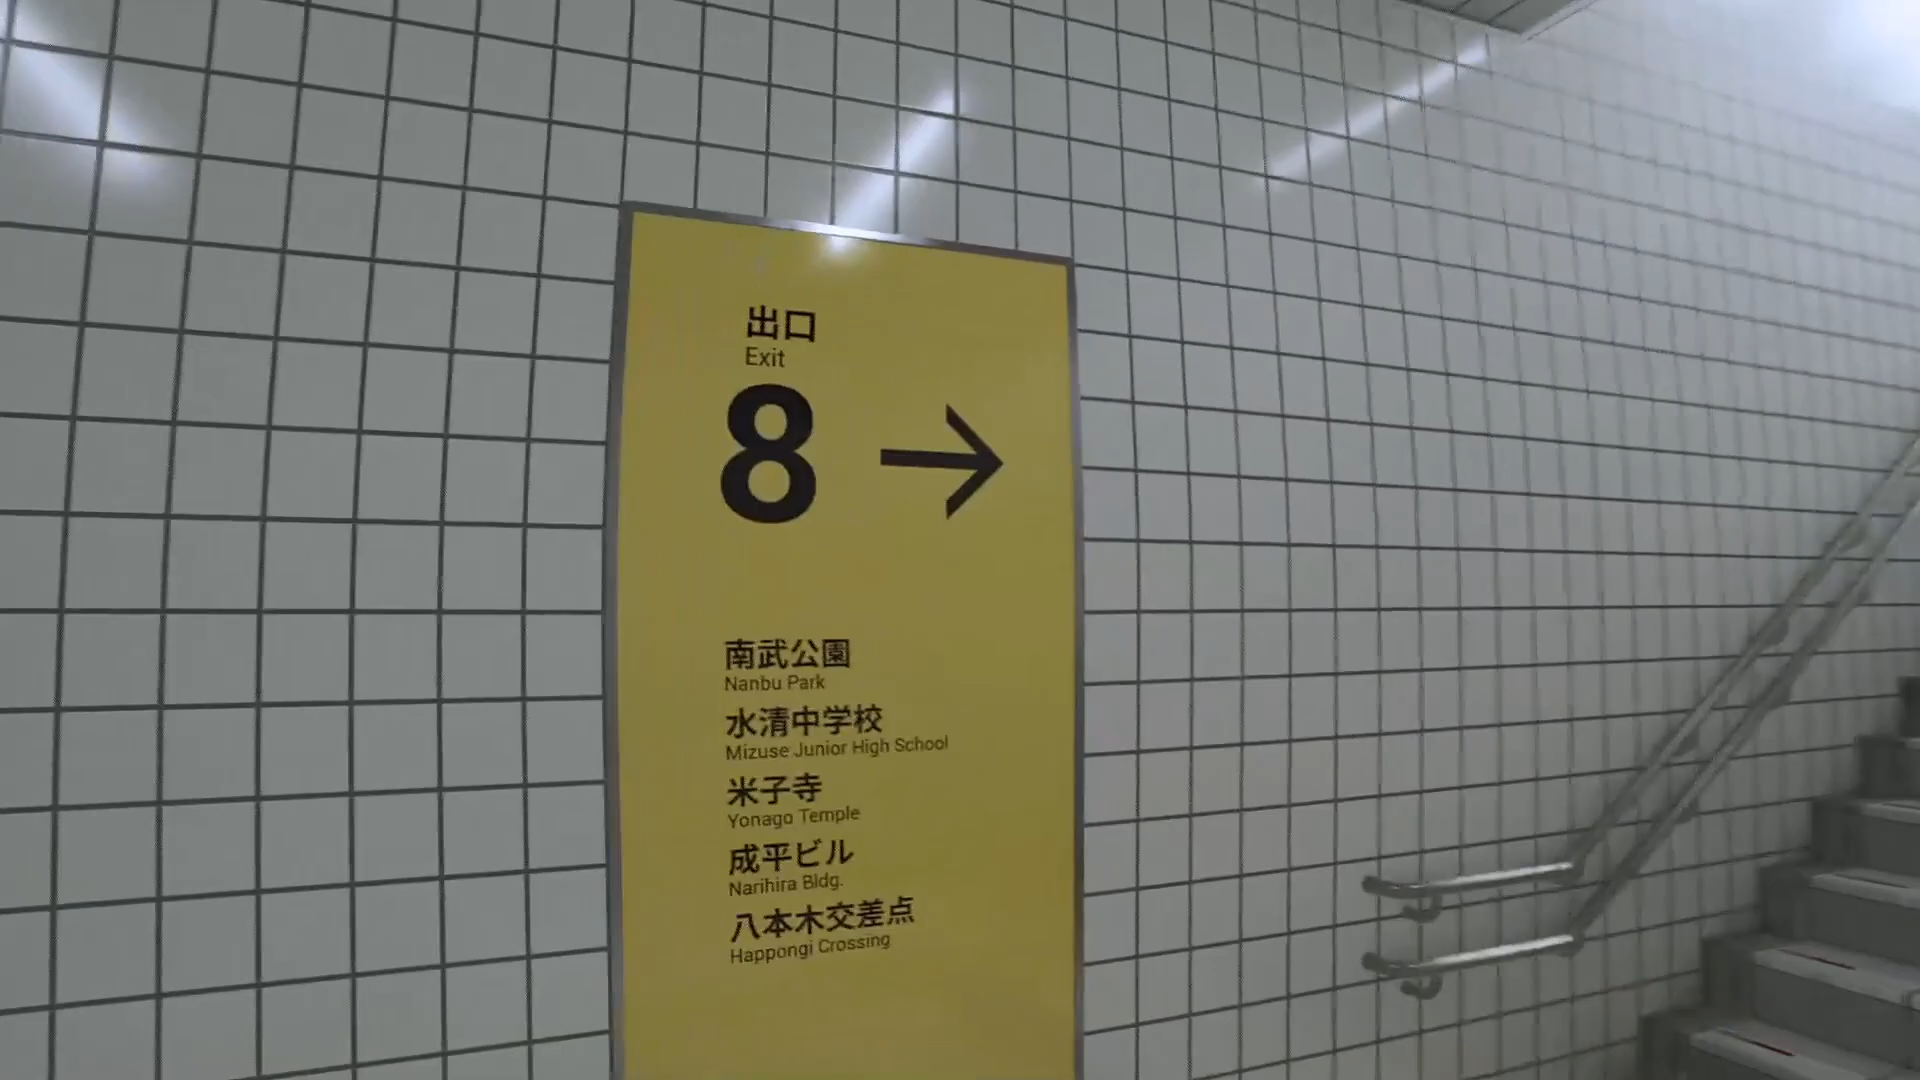 出口
Exit
8 →
南武公園
Nanbu Park
水清中学校
Mizuse Junior High School
米子寺
Yonago Temple
成平ビル
Narihira Bldg.
八本木交差点
Happongi Crossing